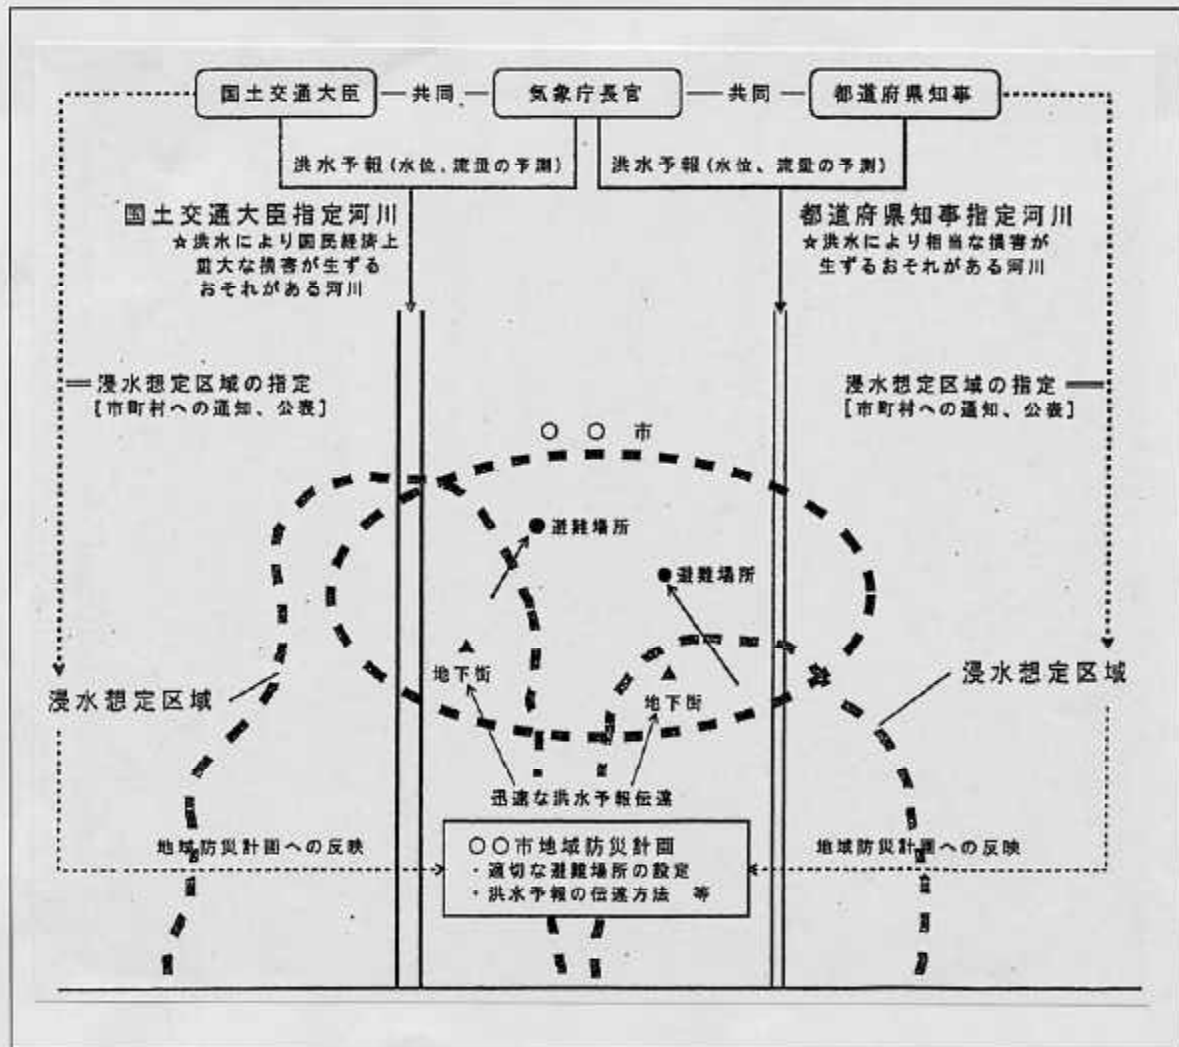 国土交通大臣
共同
気象庁長官
共同
都道府県知事
洪水予報(水位、流量の予測)
洪水予報(水位、流量の予測)
国土交通大臣指定河川
★洪水により国民経済上
重大な損害が生ずる
おそれがある河川
都道府県知事指定河川
★洪水により相当な損害が
生ずるおそれがある河川
浸水想定区域の指定
[市町村への通知、公表]
浸水想定区域の指定
[市町村への通知、公表]
○○市
避難場所
避難場所
地下街
地下街
浸水想定区域
浸水想定区域
迅速な洪水予報伝達
地域防災計画への反映
地域防災計画への反映
○○市地域防災計画
・適切な避難場所の設定
・洪水予報の伝達方法 等